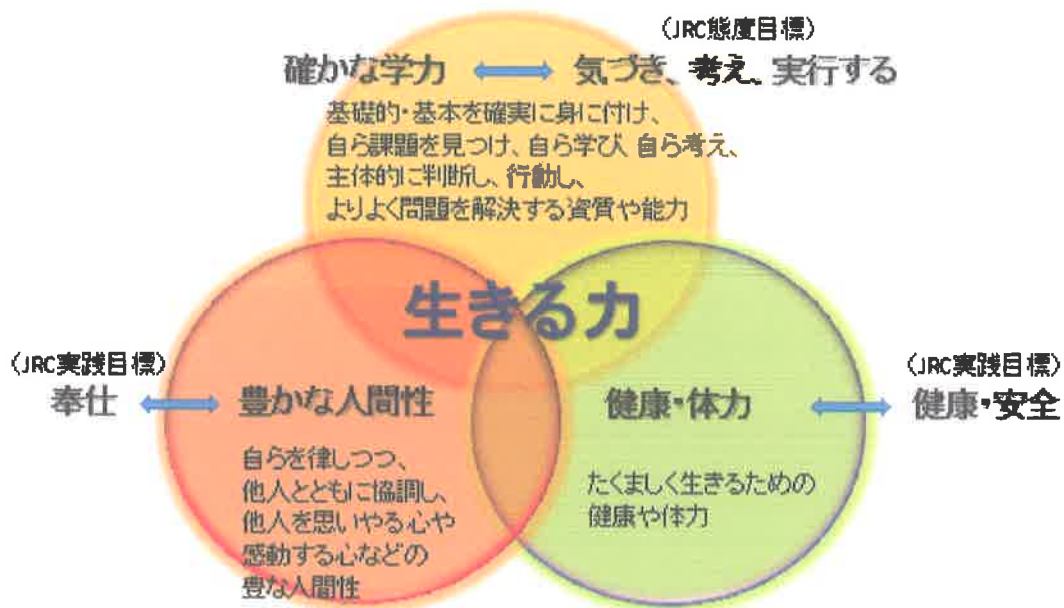 (JRC態度目標)
確かな学力 気づき、考え、実行する
基礎的・基本を確実に身に付け、
自ら課題を見つけ、自ら学び 自ら考え、
主体的に判断し、行動し、
よりよく問題を解決する資質や能力
生きる力
(JRC実践目標)
奉仕
豊かな人間性
自らを律しつつ、
他人とともに協調し、
他人を思いやる心や
感動する心などの
豊な人間性
健康・体力
たくましく生きるための
健康や体力
(JRC実践目標)
健康・安全